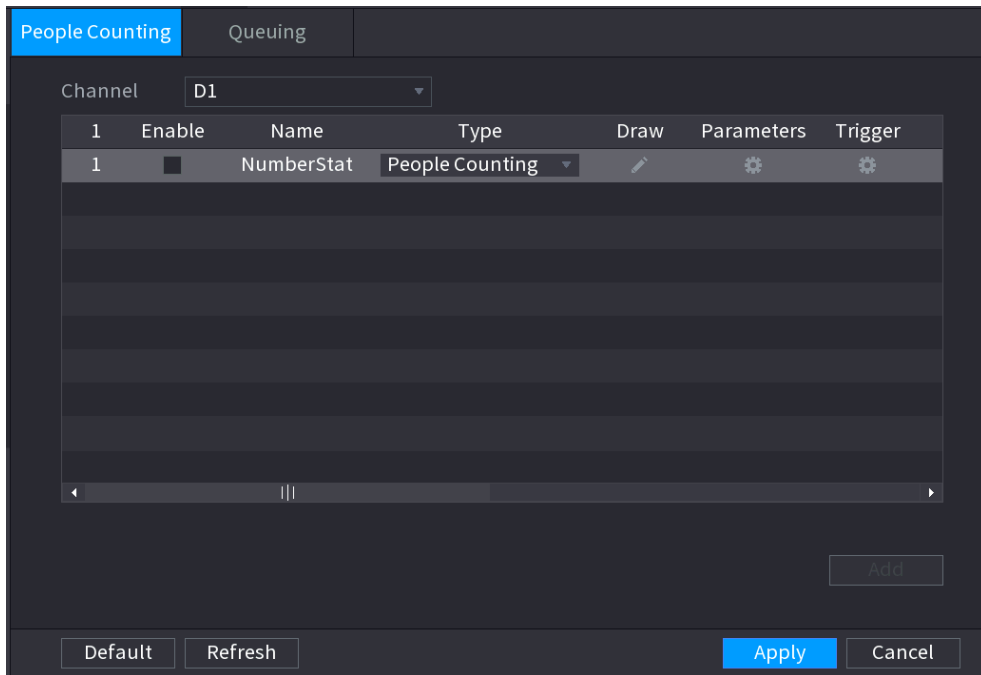 People Counting Queuing
Channel D1
1 Enable Name Type Draw Parameters Trigger
1 NumberStat People Counting
Add
Default Refresh Apply Cancel